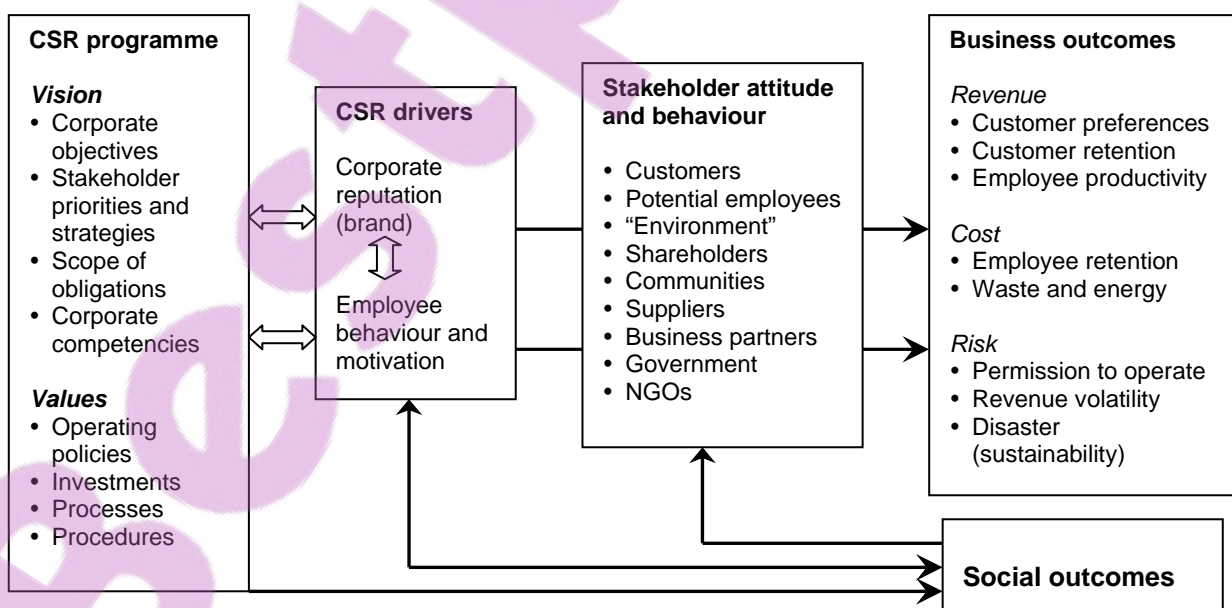 CSR programme
Vision
• Corporate
objectives
• Stakeholder
priorities and
strategies
• Scope of
obligations
• Corporate
competencies
Values
• Operating
policies
• Investments
• Processes
• Procedures
CSR drivers
Corporate
reputation
(brand)
Employee
behaviour and
motivation
Stakeholder attitude
and behaviour
• Customers
• Potential employees
• “Environment”
• Shareholders
• Communities
• Suppliers
• Business partners
• Government
• NGOs
Business outcomes
Revenue
• Customer preferences
• Customer retention
• Employee productivity
Cost
• Employee retention
• Waste and energy
Risk
• Permission to operate
• Revenue volatility
• Disaster
(sustainability)
Social outcomes